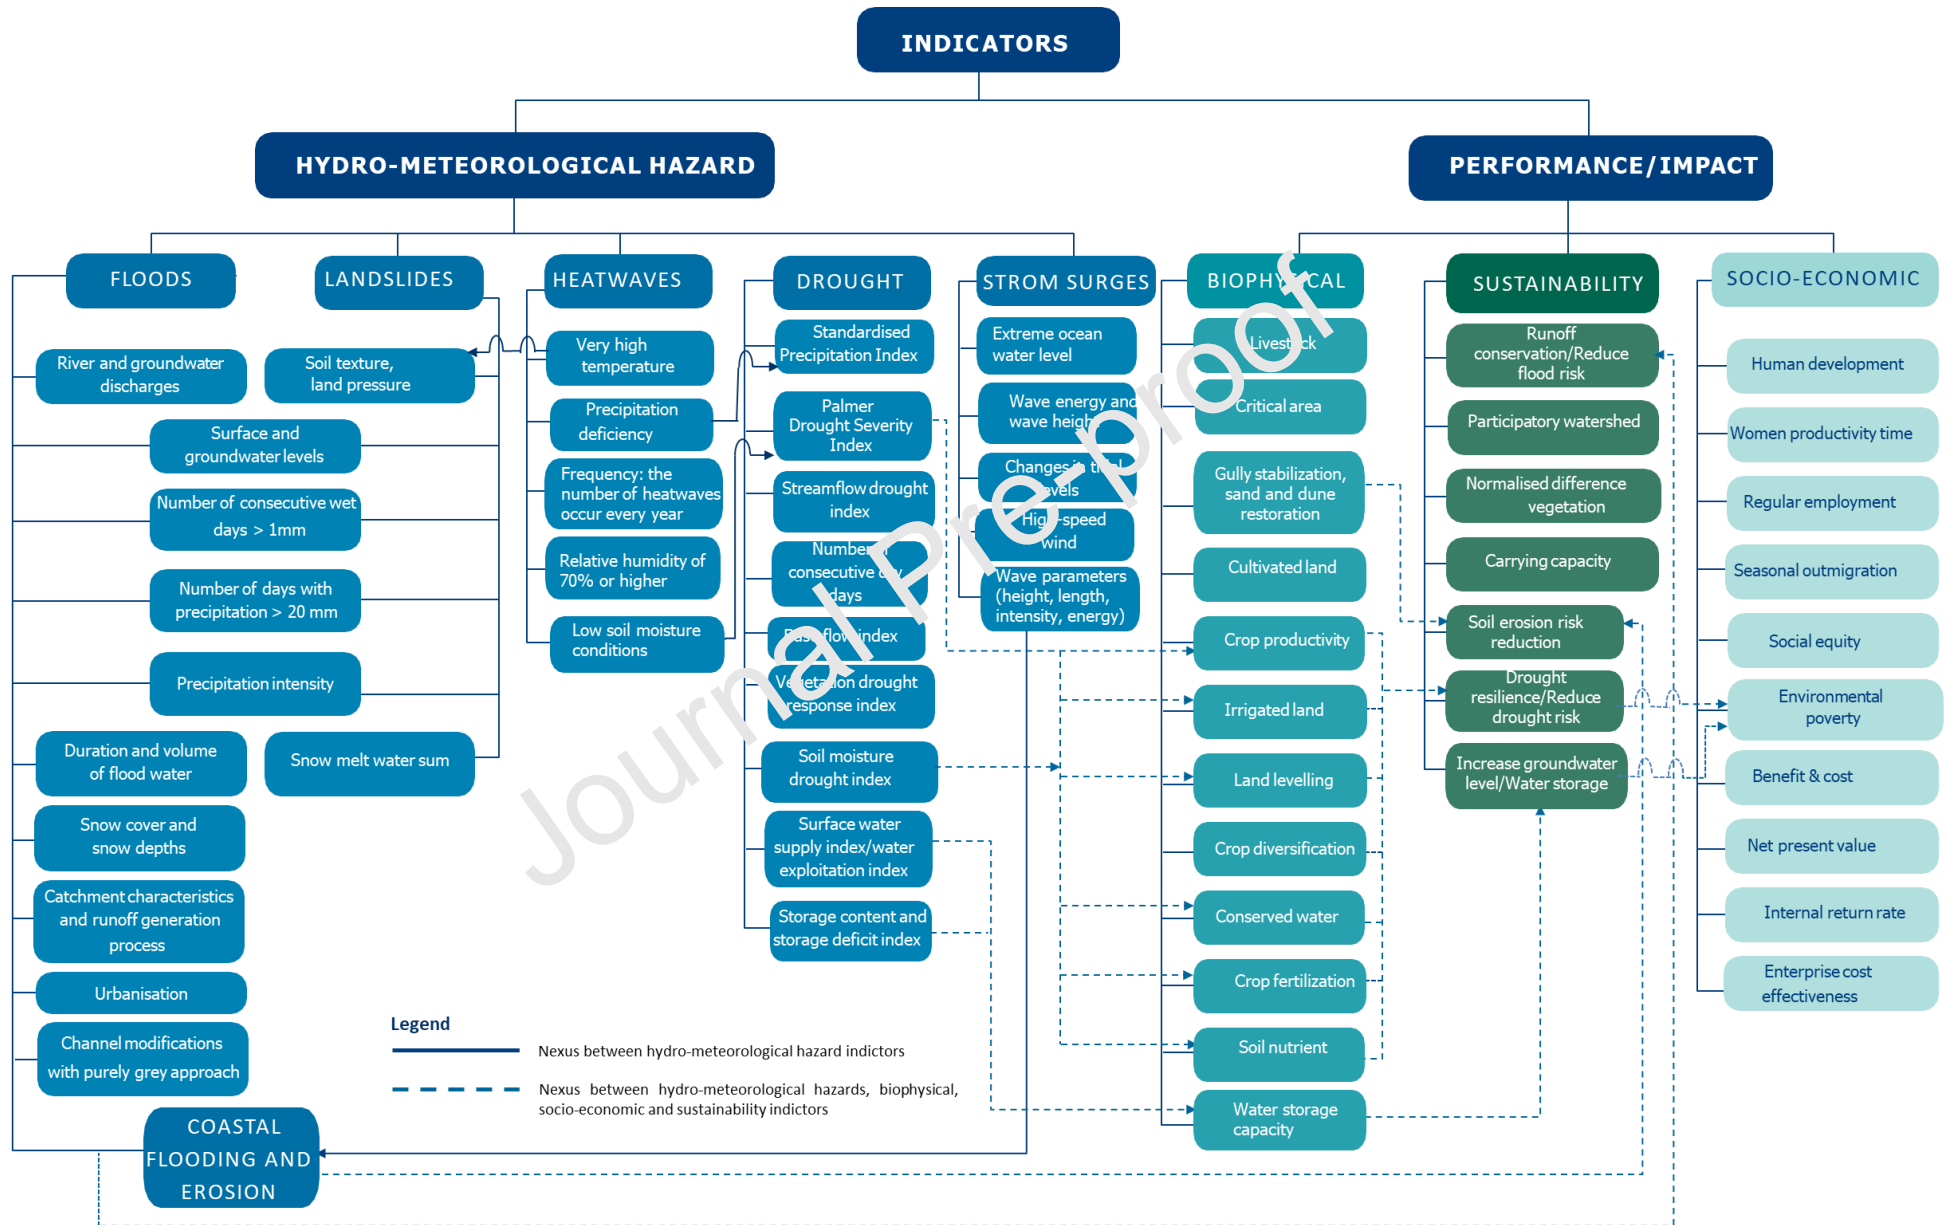 INDICATORS
HYDRO-METEOROLOGICAL HAZARD
PERFORMANCE/IMPACT
FLOODS
River and groundwater
discharges
Surface and
groundwater levels
Number of consecutive wet
days > 1mm
Number of days with
precipitation > 20 mm
Precipitation intensity
Duration and volume
of flood water
Snow cover and
snow depths
Catchment characteristics
and runoff generation
process
Urbanisation
Channel modifications
with purely grey approach
COASTAL
FLOODING AND
EROSION
LANDSLIDES
Soil texture,
land pressure
Snow melt water sum
HEATWAVES
Very high
temperature
Precipitation
deficiency
Frequency: the
number of heatwaves
occur every year
Relative humidity of
70% or higher
Low soil moisture
conditions
DROUGHT
Standardised
Precipitation Index
Palmer
Drought Severity
Index
Streamflow drought
index
Number of
consecutive dry
days
Base flow index
Vegetation drought
response index
Soil moisture
drought index
Surface water
supply index/water
exploitation index
Storage content and
storage deficit index
STROM SURGES
Extreme ocean
water level
Wave energy and
wave height
Changes in tidal
levels
High-speed
wind
Wave parameters
(height, length,
intensity, energy)
BIOPHYSICAL
Livestock
Critical area
Gully stabilization,
sand and dune
restoration
Cultivated land
Crop productivity
Irrigated land
Land levelling
Crop diversification
Conserved water
Crop fertilization
Soil nutrient
Water storage
capacity
SUSTAINABILITY
Runoff
conservation/Reduce
flood risk
Participatory watershed
Normalised difference
vegetation
Carrying capacity
Soil erosion risk
reduction
Drought
resilience/Reduce
drought risk
Increase groundwater
level/Water storage
SOCIO-ECONOMIC
Human development
Women productivity time
Regular employment
Seasonal outmigration
Social equity
Environmental
poverty
Benefit & cost
Net present value
Internal return rate
Enterprise cost
effectiveness
Legend
Nexus between hydro-meteorological hazard indictors
Nexus between hydro-meteorological hazards, biophysical,
socio-economic and sustainability indictors
Journal Pre-proof